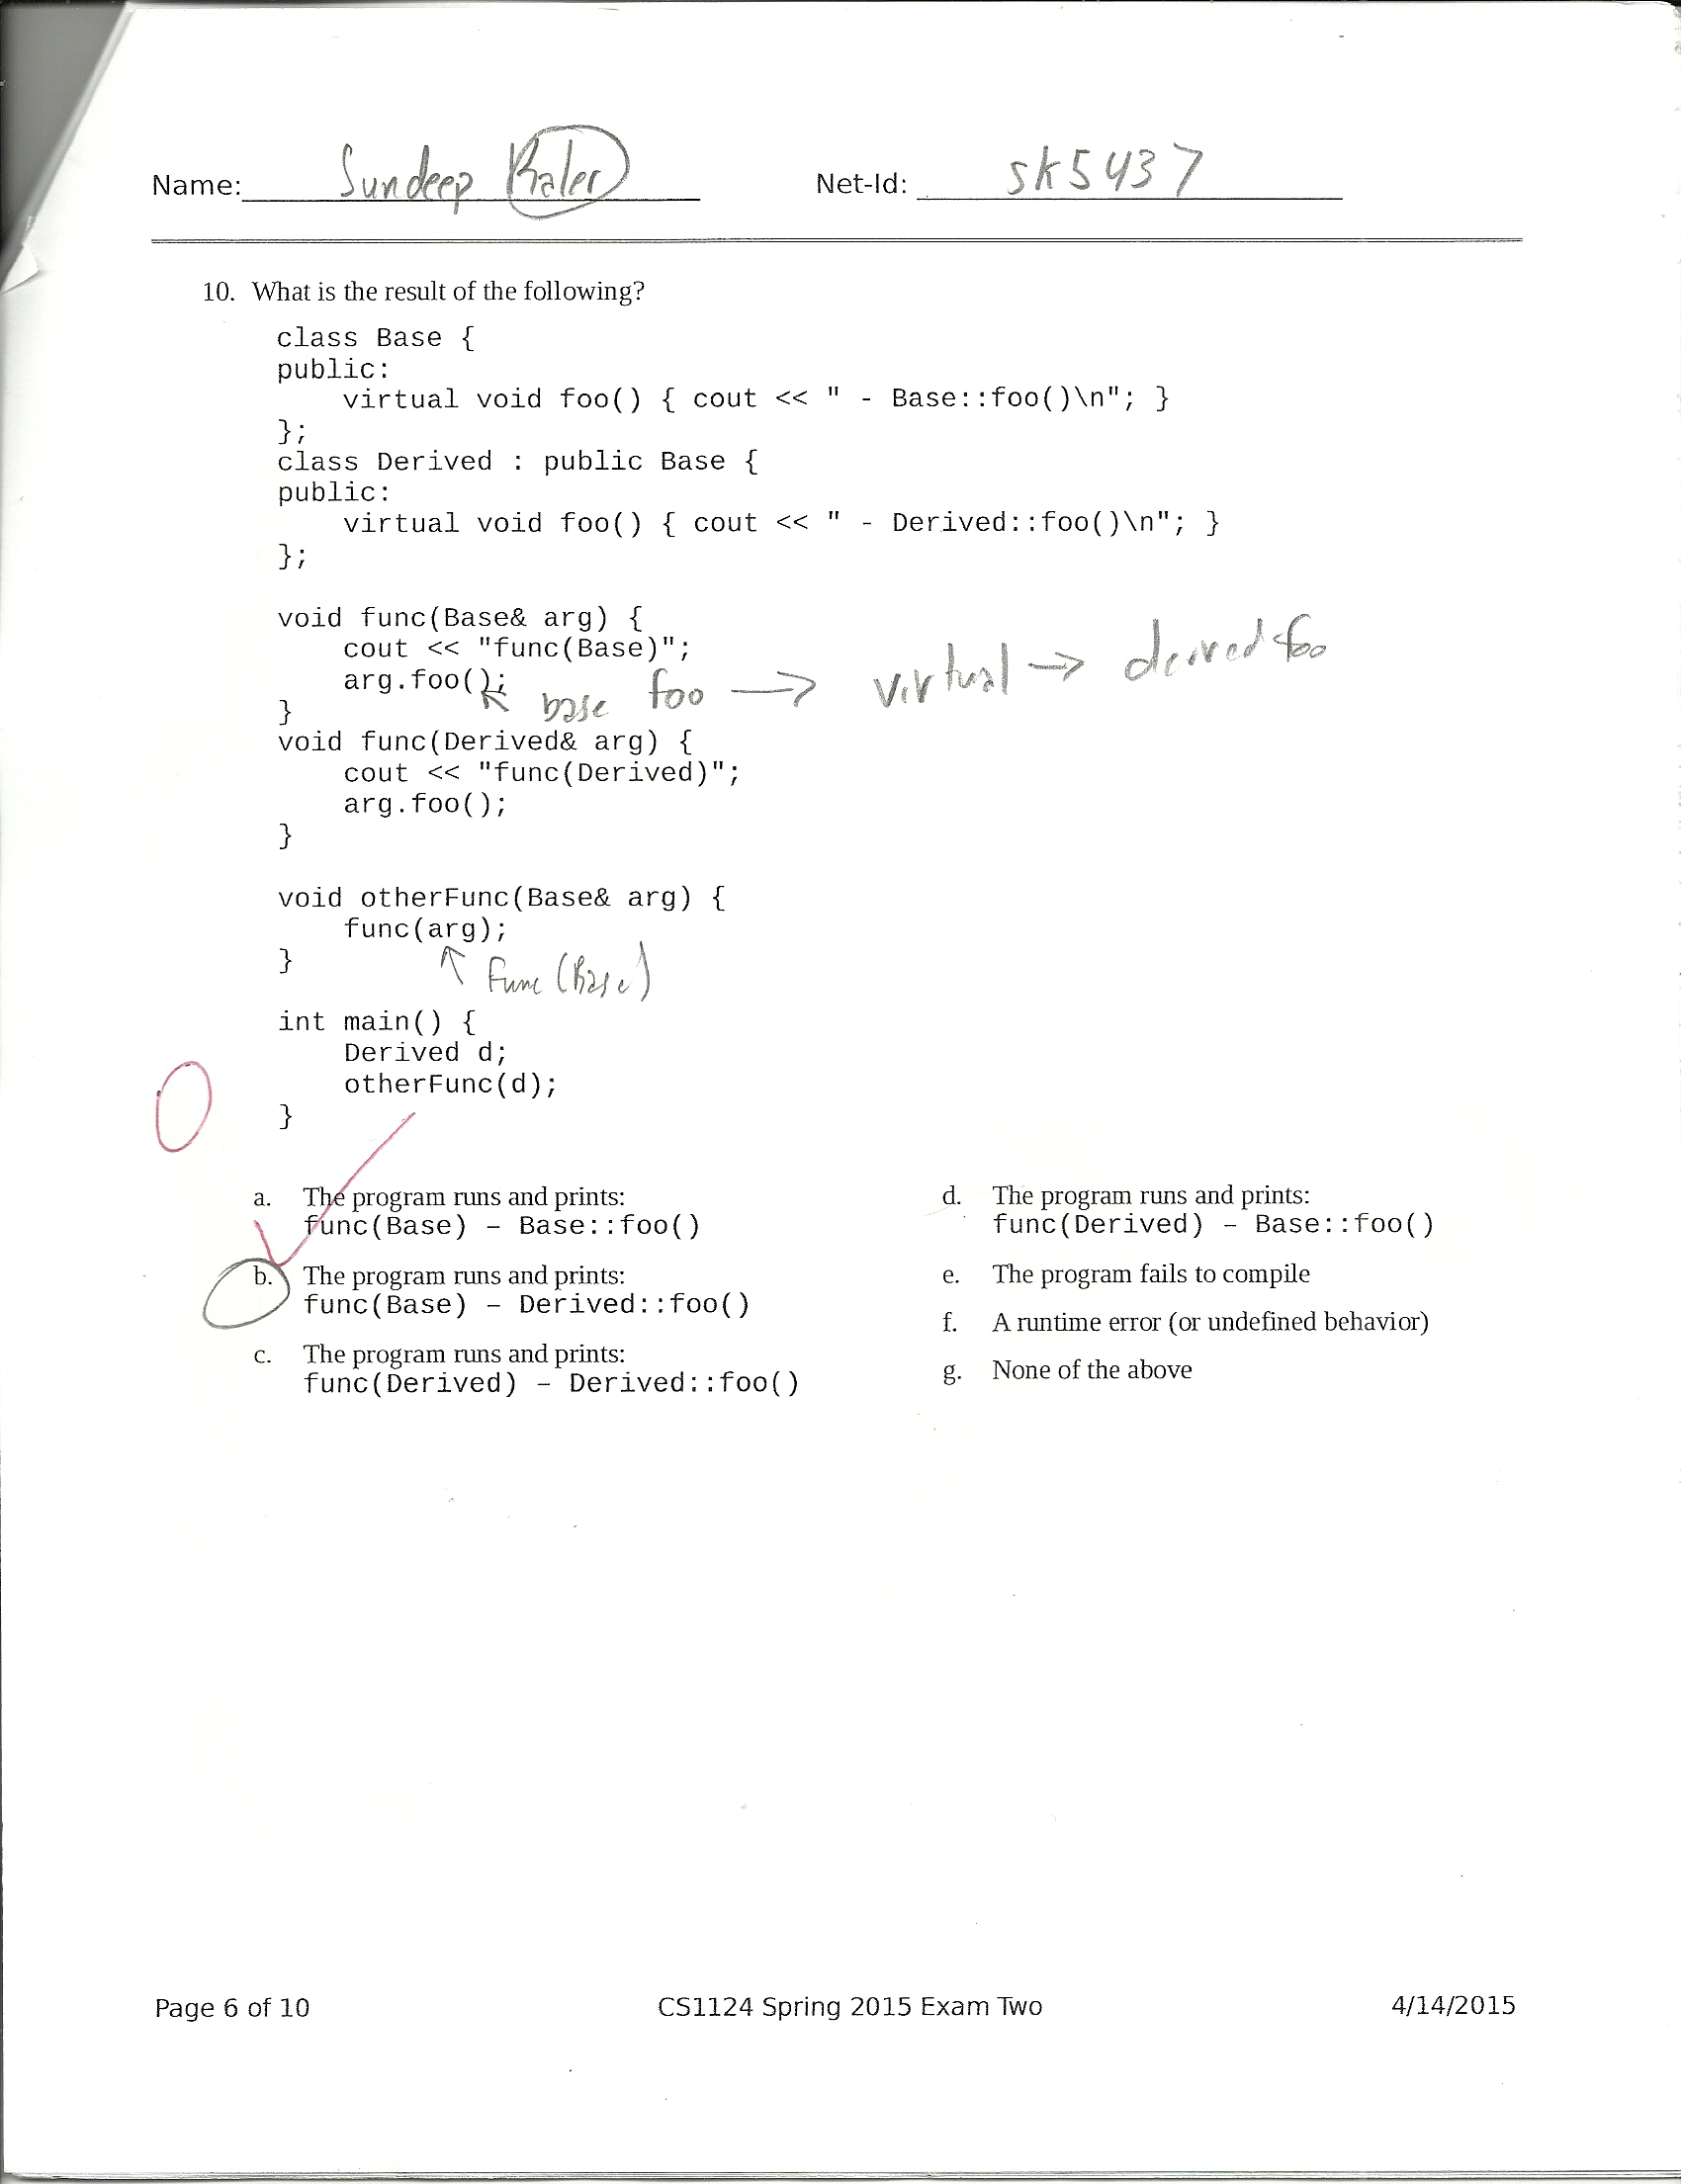 Name: Sundeep Kaler Net-Id: sk5437
10. What is the result of the following?
class Base {
public:
    virtual void foo() { cout << " - Base::foo()\n"; }
};
class Derived : public Base {
public:
    virtual void foo() { cout << " - Derived::foo()\n"; }
};
void func(Base& arg) {
    cout << "func(Base)";
    arg.foo();
base foo → virtual → derived foo
}
void func(Derived& arg) {
    cout << "func(Derived)";
    arg.foo();
}
void otherFunc(Base& arg) {
    func(arg);
}
↑ func (Base)
int main() {
    Derived d;
    otherFunc(d);
}
0
a. The program runs and prints:
func(Base) - Base::foo()
b. The program runs and prints:
func(Base) - Derived::foo()
c. The program runs and prints:
func(Derived) - Derived::foo()
d. The program runs and prints:
func(Derived) - Base::foo()
e. The program fails to compile
f. A runtime error (or undefined behavior)
g. None of the above
Page 6 of 10 CS1124 Spring 2015 Exam Two 4/14/2015